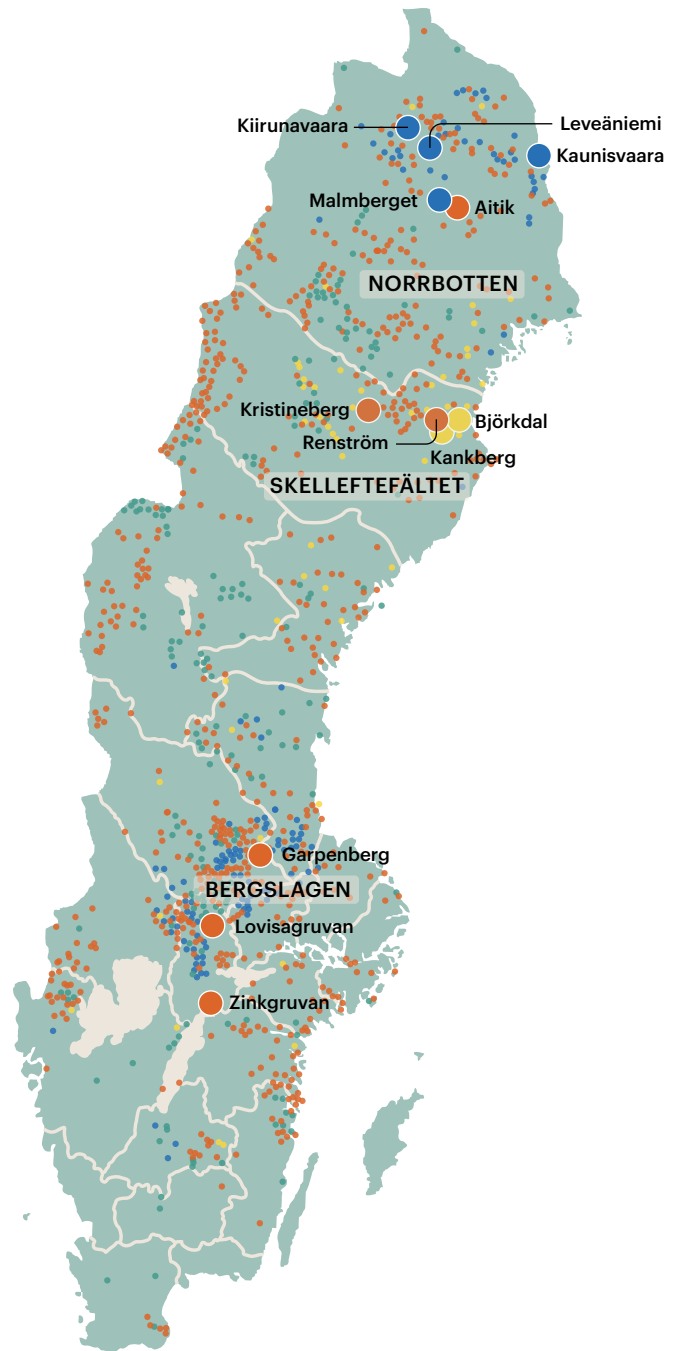 Kiirunavaara
Leveäniemi
Kaunisvaara
Malmberget
Aitik
NORRBOTTEN
Kristineberg
Björkdal
Renström
Kankberg
SKELLEFTEFÄLTET
Garpenberg
BERGSLAGEN
Lovisagruvan
Zinkgruvan